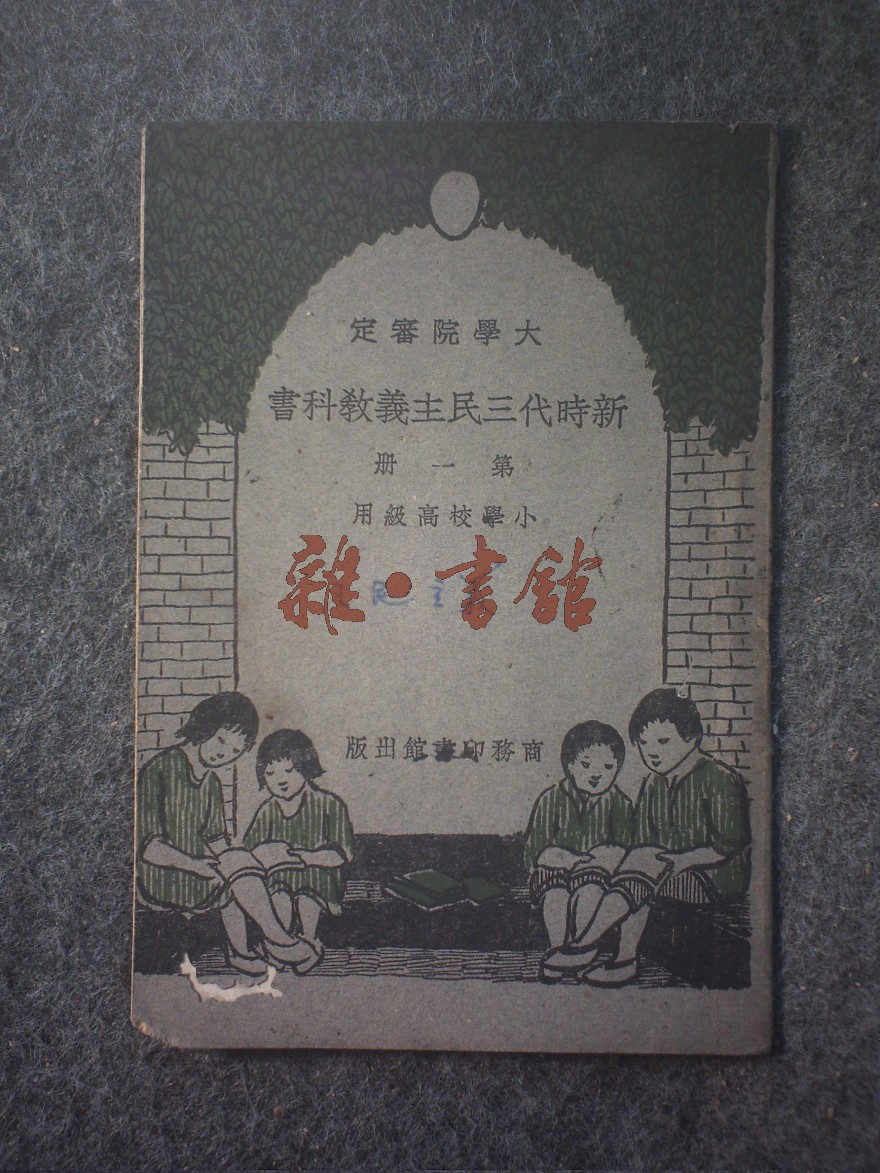 大學院審定
新時代三民主義教科書
第一册
小學校高級用
雜·書館
商務印書館出版